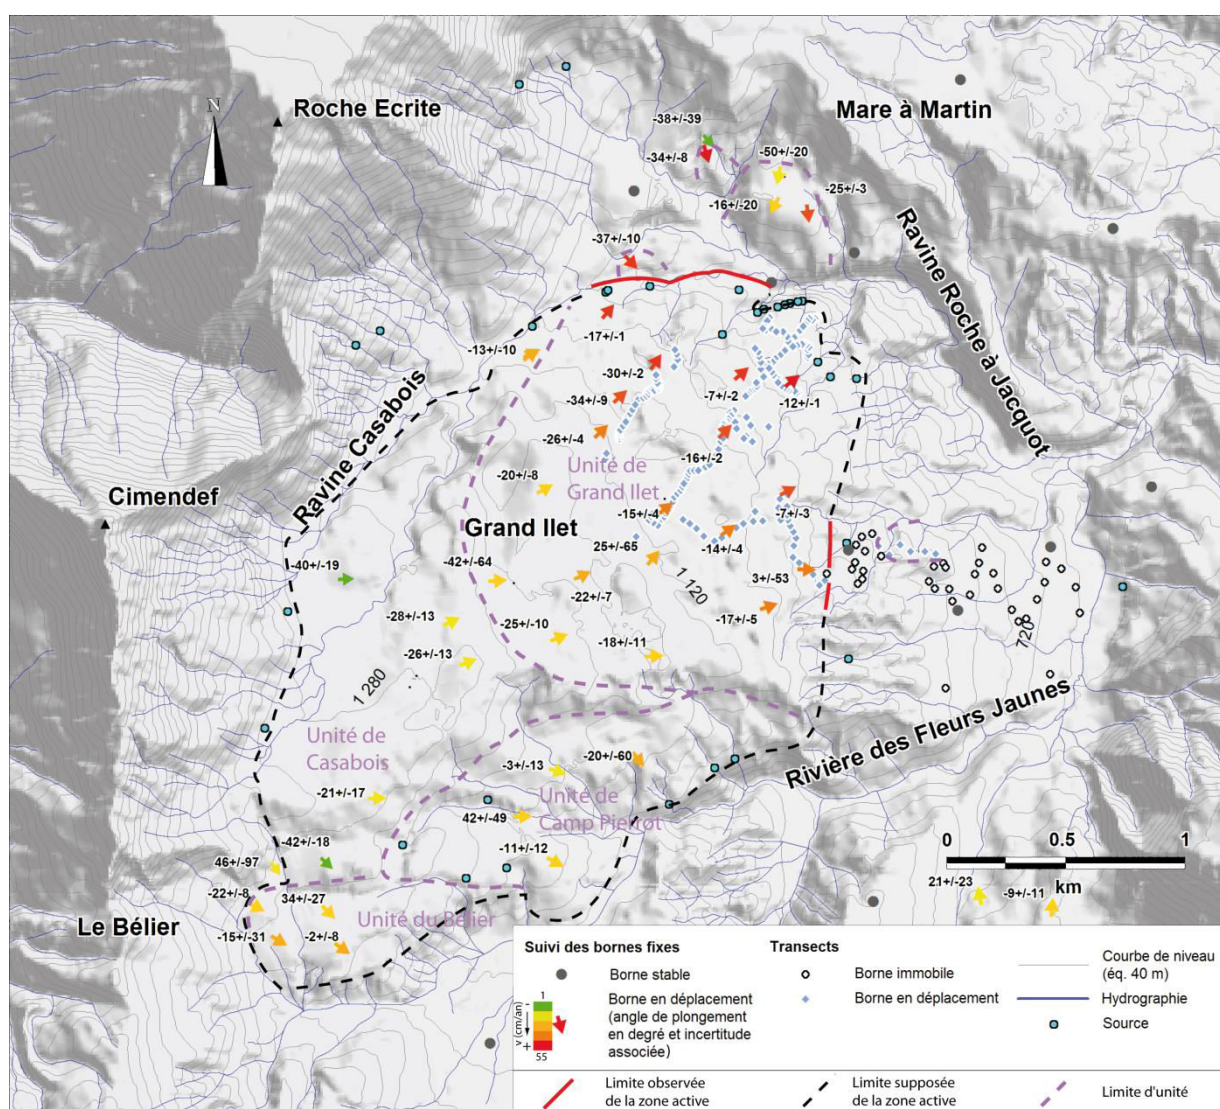 N
Roche Ecrite
Mare à Martin
-38+/-39
-34+/-8
-50+/-20
-25+/-3
-16+/-20
-37+/-10
Ravine Roche à Jacquot
-17+/-1
-13+/-10
-30+/-2
-34+/-9
-7+/-2
-12+/-1
Ravine Casabois
-26+/-4
-16+/-2
Cimendef
-20+/-8
Unité de
Grand Ilet
-15+/-4
-7+/-3
Grand Ilet
25+/-65
-14+/-4
-40+/-19
-42+/-64
-22+/-7
1 120
3+/-53
-28+/-13
-25+/-10
-17+/-5
-26+/-13
-18+/-11
720
1 280
Rivière des Fleurs Jaunes
Unité de
Casabois
-3+/-13
-20+/-60
-21+/-17
42+/-49
Unité de
Camp Pierrot
-42+/-18
-11+/-12
46+/-97
-22+/-8
34+/-27
Le Bélier
Unité du Bélier
-15+/-31
-2+/-8
0 0.5 1
km
21+/-23
-9+/-11
Suivi des bornes fixes
Borne stable
Borne en déplacement
(angle de plongement
en degré et incertitude
associée)
1
-
v (cm/an)
+
55
Transects
Borne immobile
Borne en déplacement
Courbe de niveau
(éq. 40 m)
Hydrographie
Source
Limite observée
de la zone active
Limite supposée
de la zone active
Limite d'unité